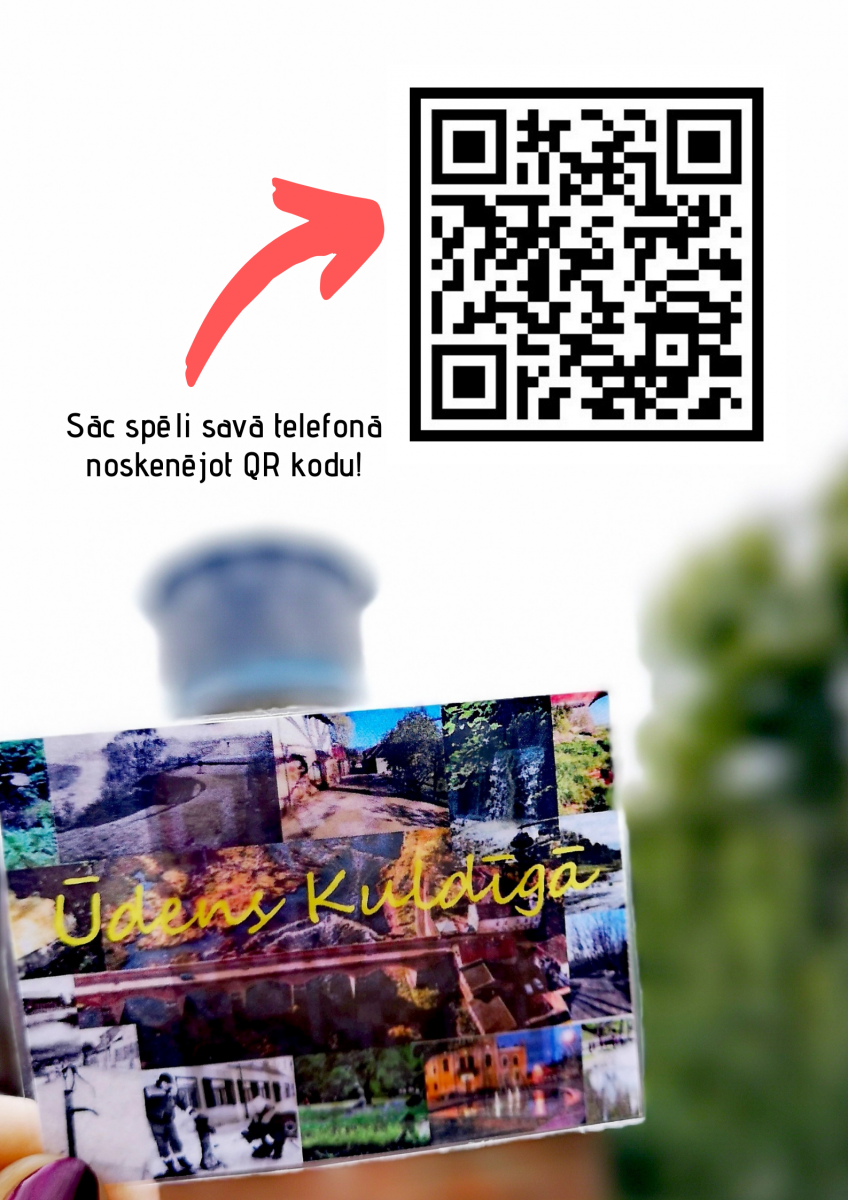 Sāc spēli savā telefonā
noskenējot QR kodu!
Ūdens Kuldīgā